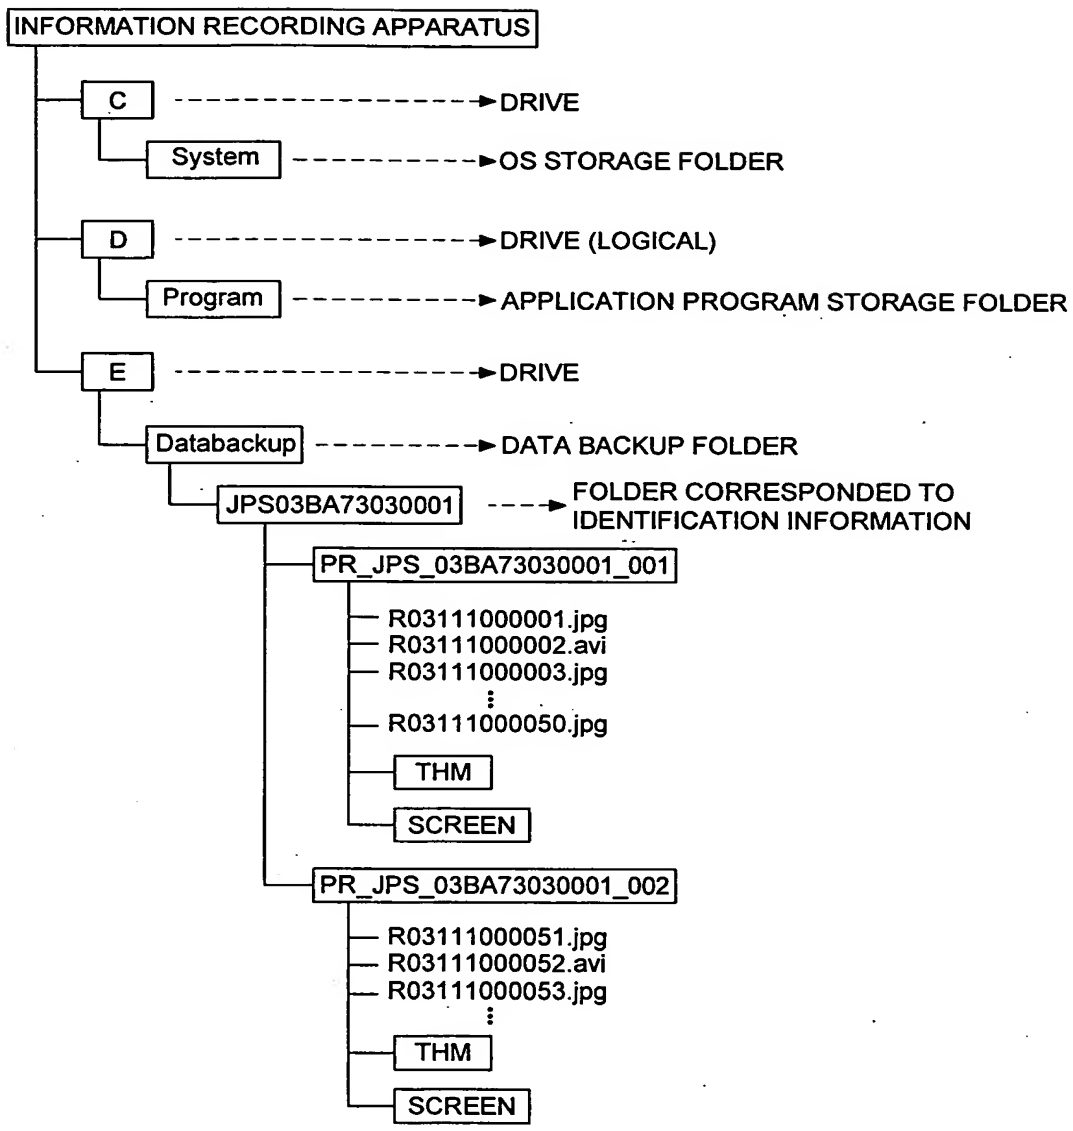 INFORMATION RECORDING APPARATUS
C DRIVE
System OS STORAGE FOLDER
D DRIVE (LOGICAL)
Program APPLICATION PROGRAM STORAGE FOLDER
E DRIVE
Databackup DATA BACKUP FOLDER
JPS03BA73030001 FOLDER CORRESPONDED TO
IDENTIFICATION INFORMATION
PR_JPS_03BA73030001_001
R03111000001.jpg
R03111000002.avi
R03111000003.jpg
R03111000050.jpg
THM
SCREEN
PR_JPS_03BA73030001_002
R03111000051.jpg
R03111000052.avi
R03111000053.jpg
THM
SCREEN